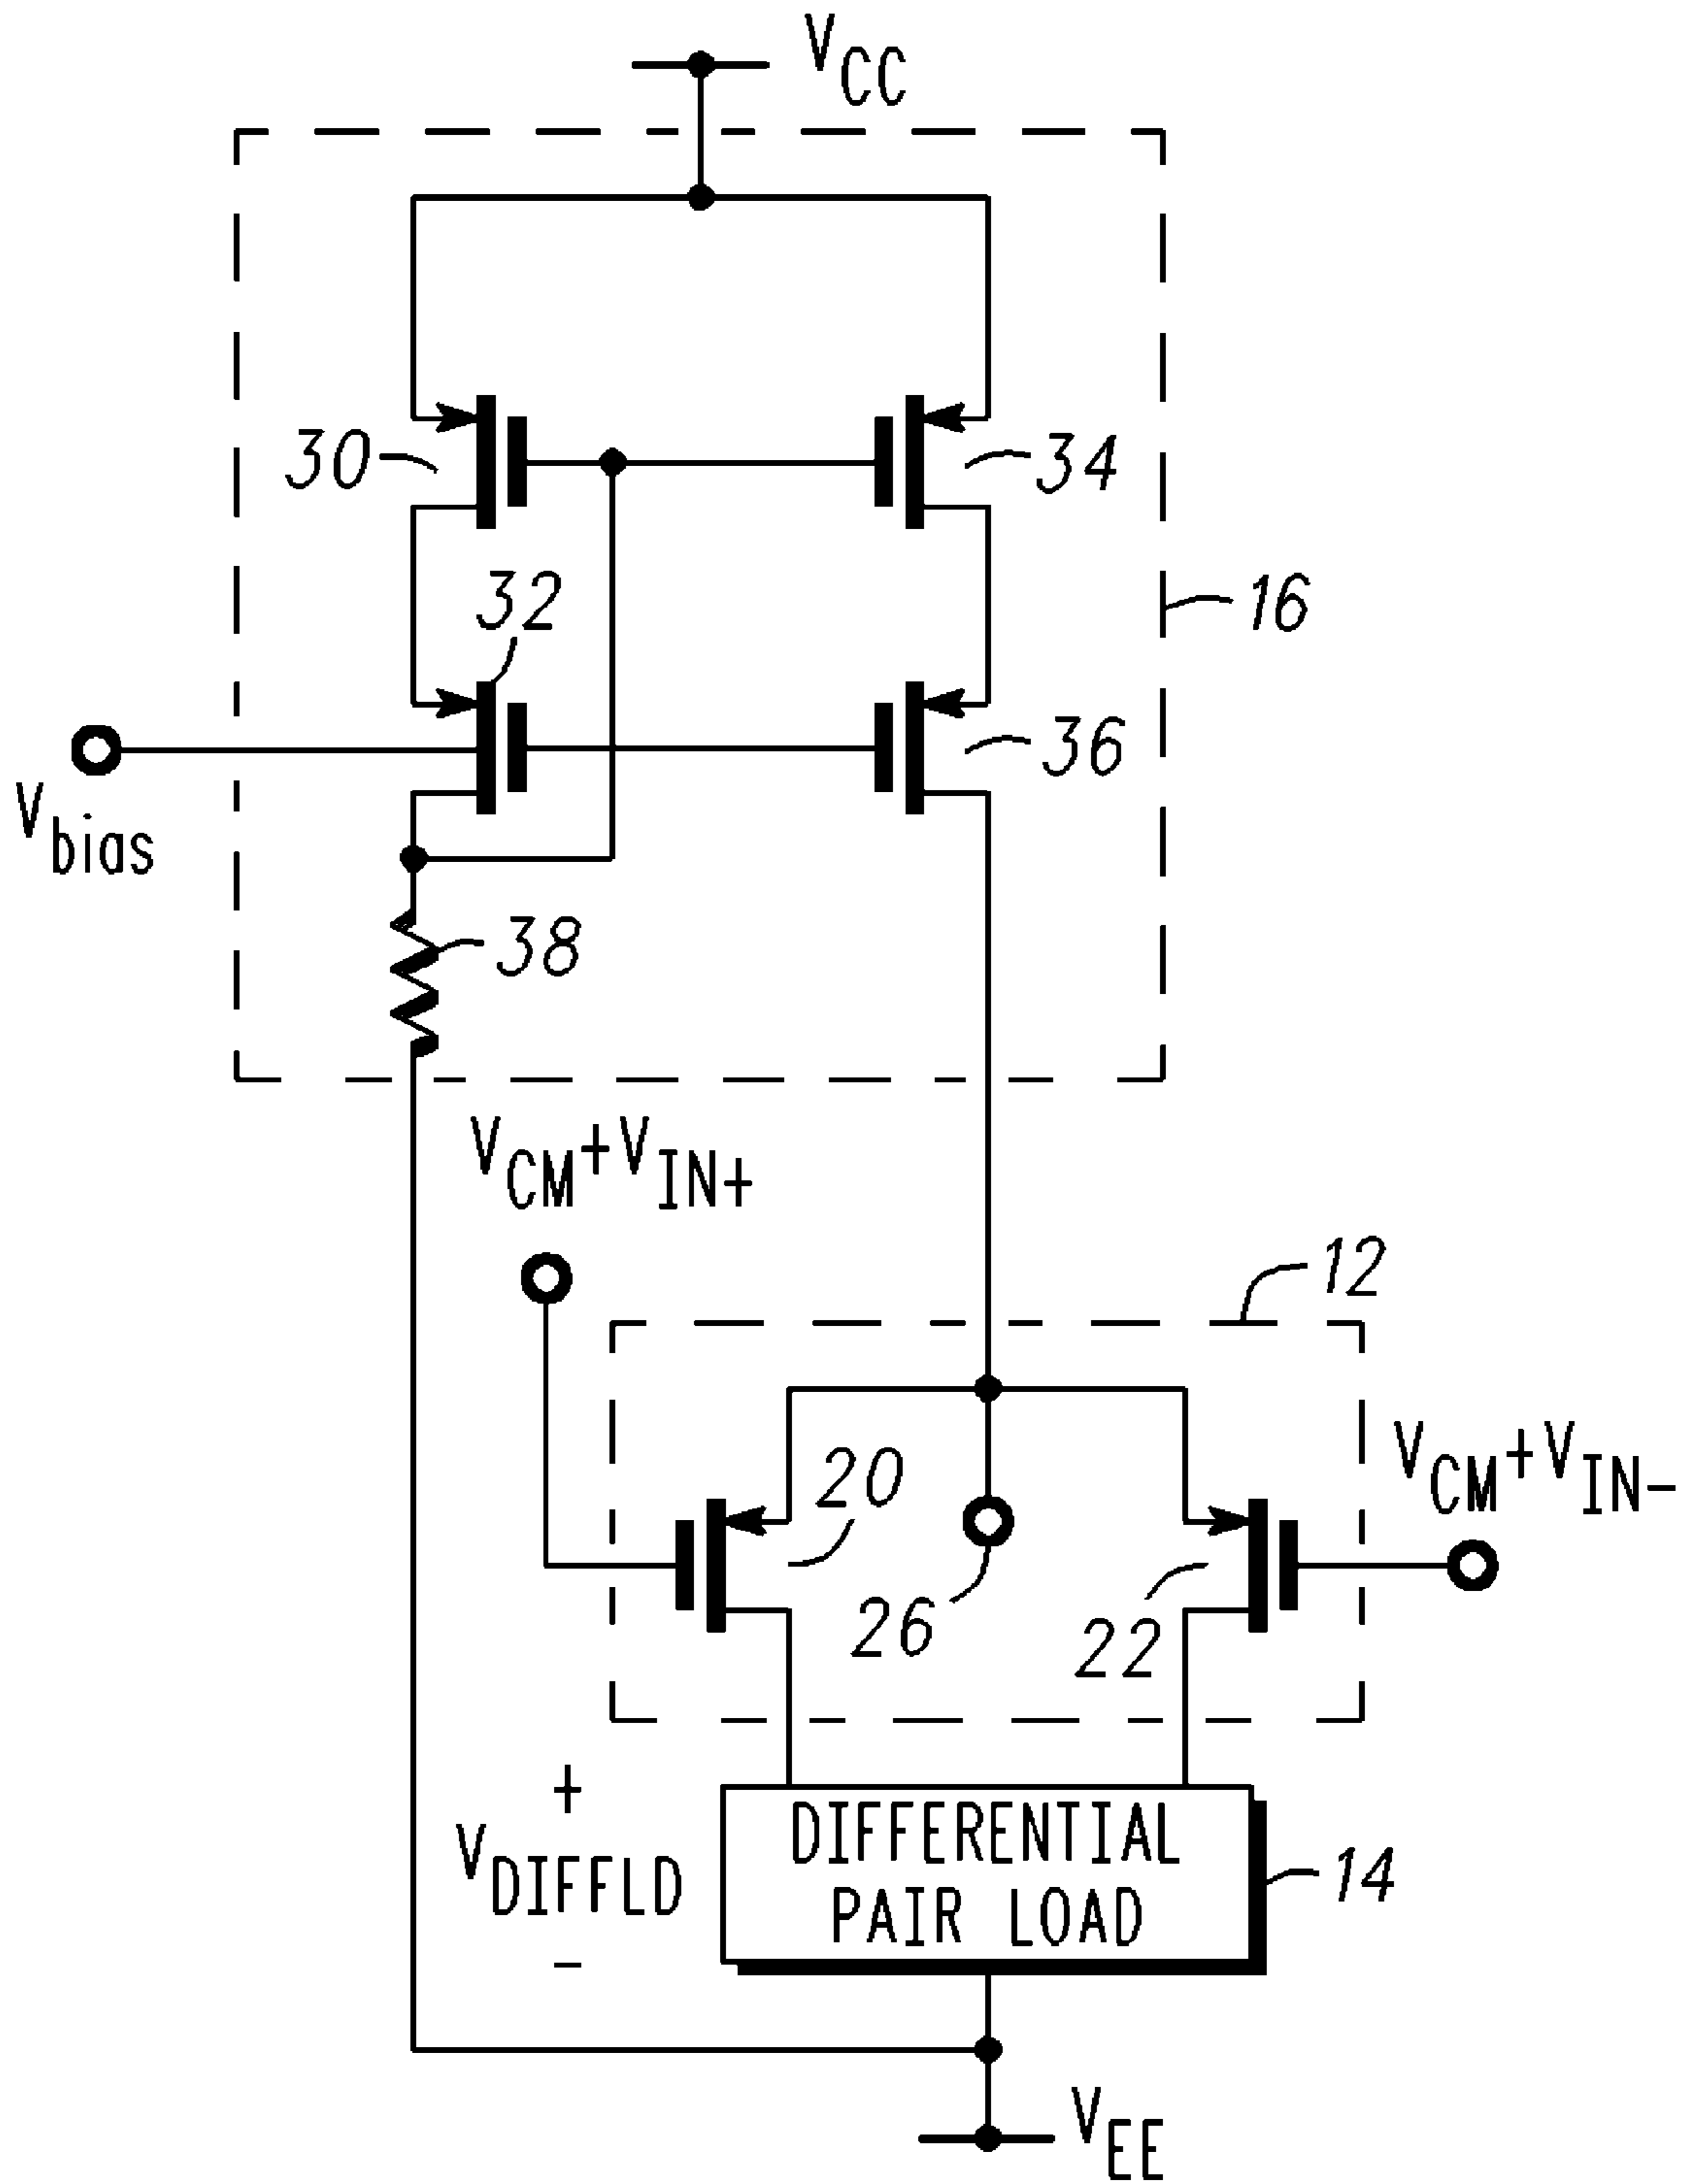 VCC
30
34
32
16
36
Vbias
38
VCM+VIN+
12
20
VCM+VIN-
26
22
+
VDIFFLD
-
DIFFERENTIAL
PAIR LOAD
14
VEE